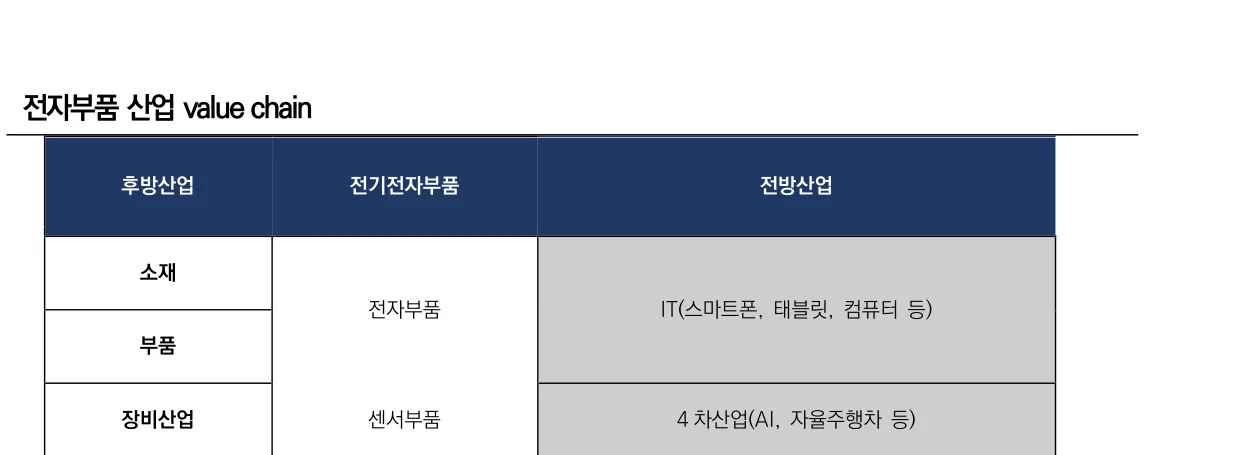 전자부품 산업 value chain
후방산업 전기전자부품 전방산업
소재
전자부품 IT(스마트폰, 태블릿, 컴퓨터 등)
부품
장비산업 센서부품 4차산업(AI, 자율주행차 등)